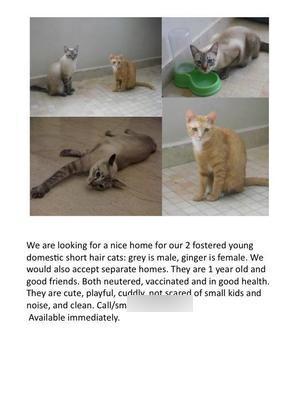 We are looking for a nice home for our 2 fostered young
domestic short hair cats: grey is male, ginger is female. We
would also accept separate homes. They are 1 year old and
good friends. Both neutered, vaccinated and in good health.
They are cute, playful, cuddly, not scared of small kids and
noise, and clean. Call/sm
Available immediately.